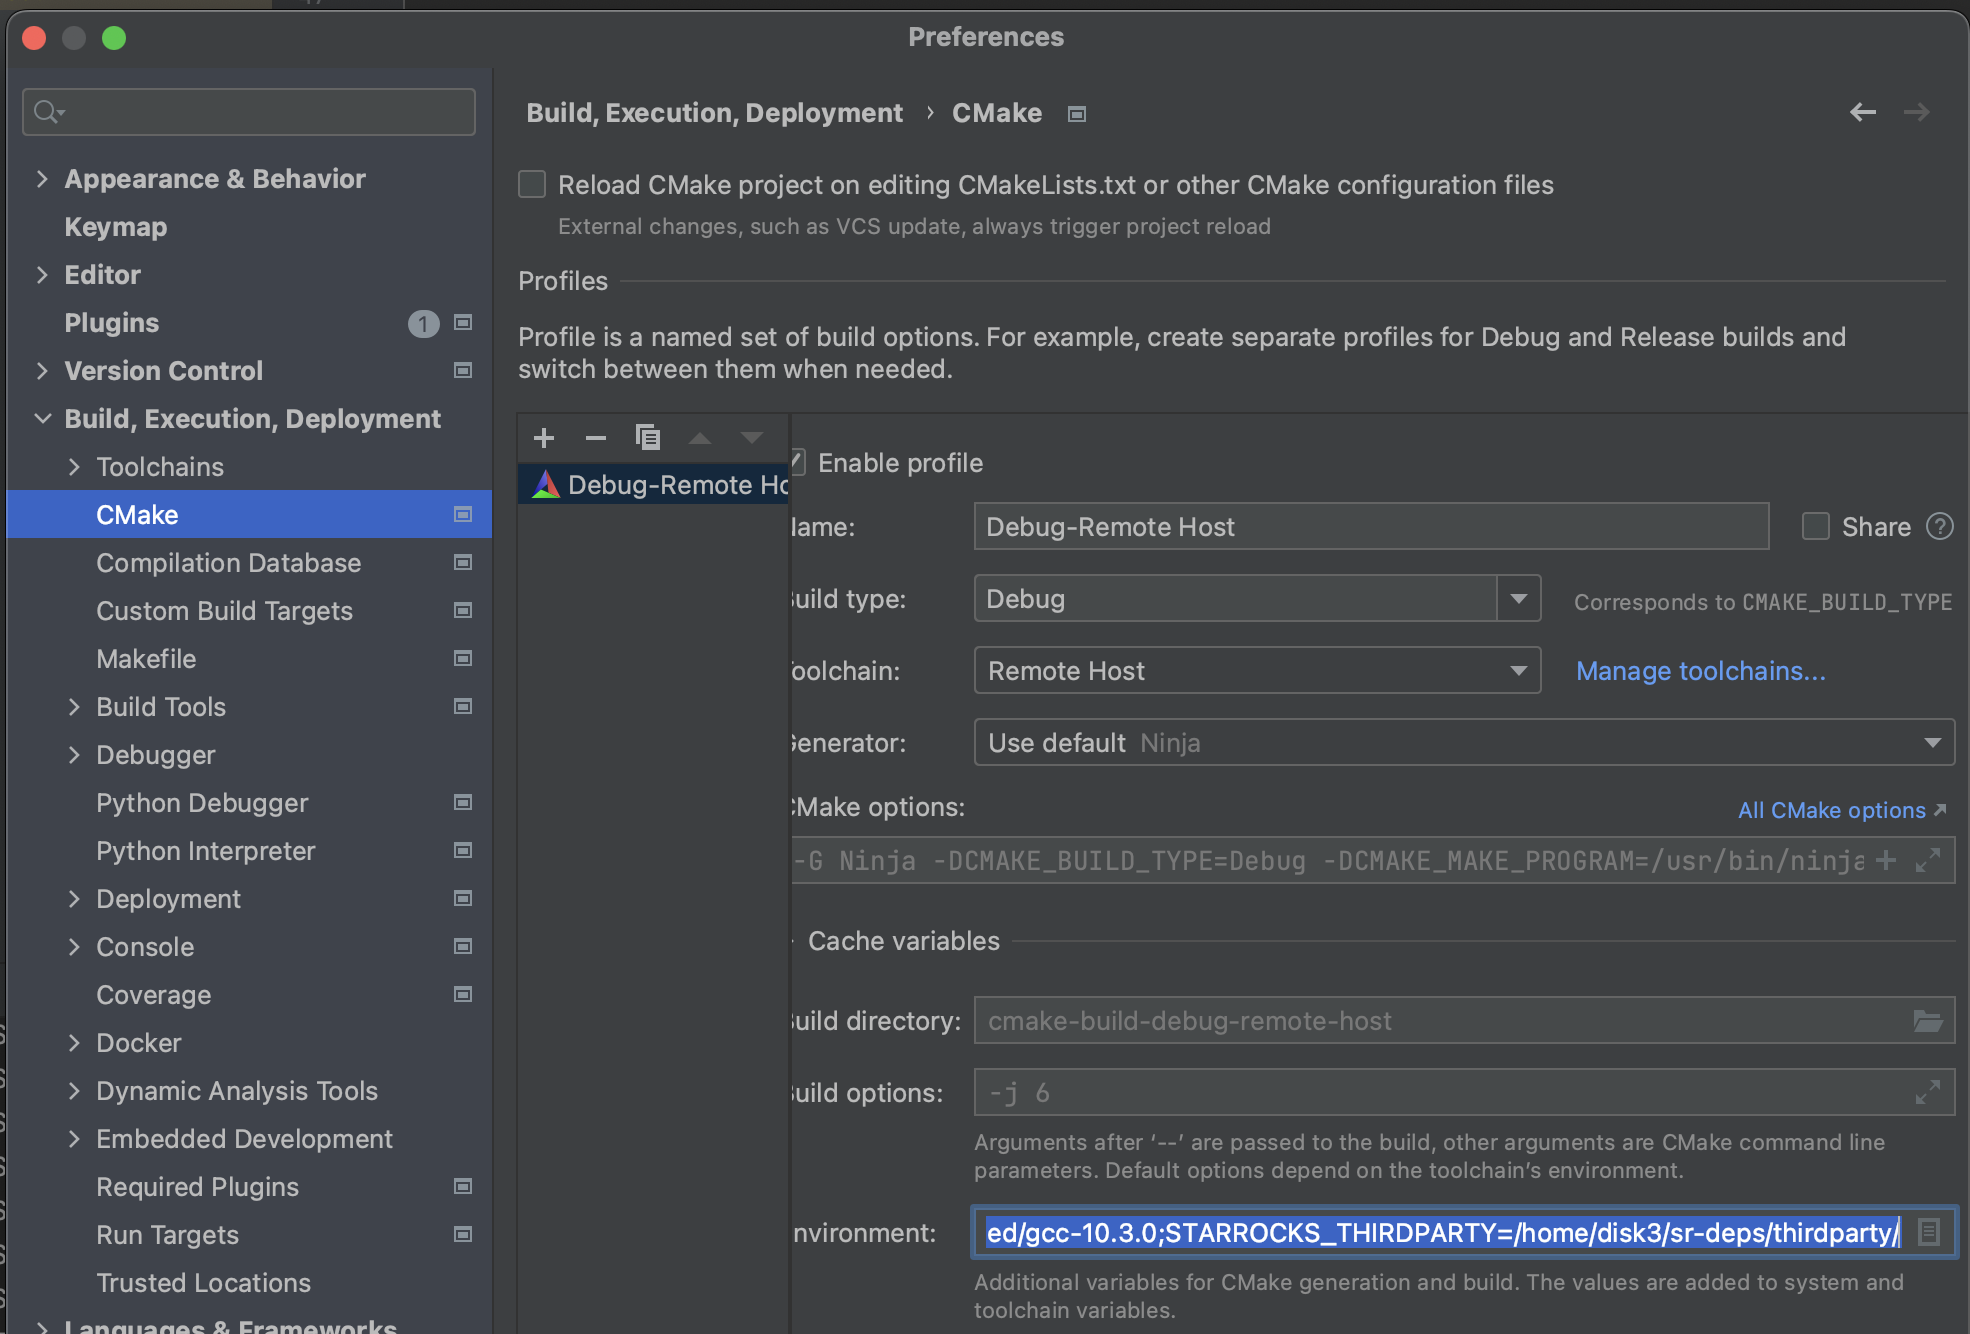 Preferences
Build, Execution, Deployment › CMake
Appearance & Behavior
Keymap
Editor
Plugins 1
Version Control
Build, Execution, Deployment
Toolchains
CMake
Compilation Database
Custom Build Targets
Makefile
Build Tools
Debugger
Python Debugger
Python Interpreter
Deployment
Console
Coverage
Docker
Dynamic Analysis Tools
Embedded Development
Required Plugins
Run Targets
Trusted Locations
Languages & Frameworks
Reload CMake project on editing CMakeLists.txt or other CMake configuration files
External changes, such as VCS update, always trigger project reload
Profiles
Profile is a named set of build options. For example, create separate profiles for Debug and Release builds and
switch between them when needed.
Debug-Remote Ho
Enable profile
ame: Debug-Remote Host Share ?
uild type: Debug Corresponds to CMAKE_BUILD_TYPE
oolchain: Remote Host Manage toolchains...
enerator: Use default Ninja
CMake options: All CMake options ↗
-G Ninja -DCMAKE_BUILD_TYPE=Debug -DCMAKE_MAKE_PROGRAM=/usr/bin/ninja
Cache variables
uild directory: cmake-build-debug-remote-host
uild options: -j 6
Arguments after ‘--’ are passed to the build, other arguments are CMake command line
parameters. Default options depend on the toolchain’s environment.
nvironment: ed/gcc-10.3.0;STARROCKS_THIRDPARTY=/home/disk3/sr-deps/thirdparty/
Additional variables for CMake generation and build. The values are added to system and
toolchain variables.